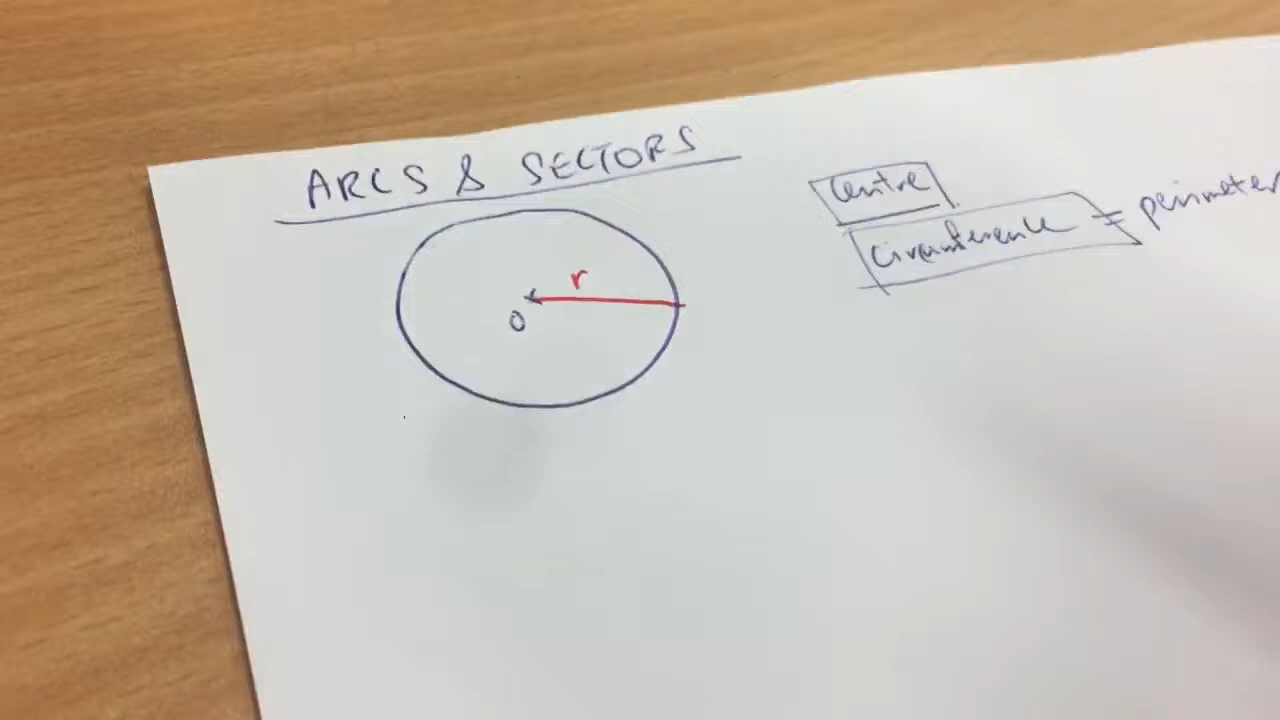 ARCS & SECTORS
Centre
Circumference = perimeter
r
O